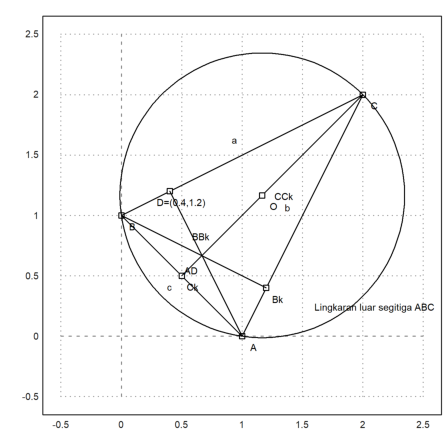 2.5
2
C
1.5
a
CCk
D=(0.4,1.2)
O
b
1
B
BBk
0.5
AD
c
Ck
Bk
Lingkaran luar segitiga ABC
0
A
-0.5
-0.5
0
0.5
1
1.5
2
2.5